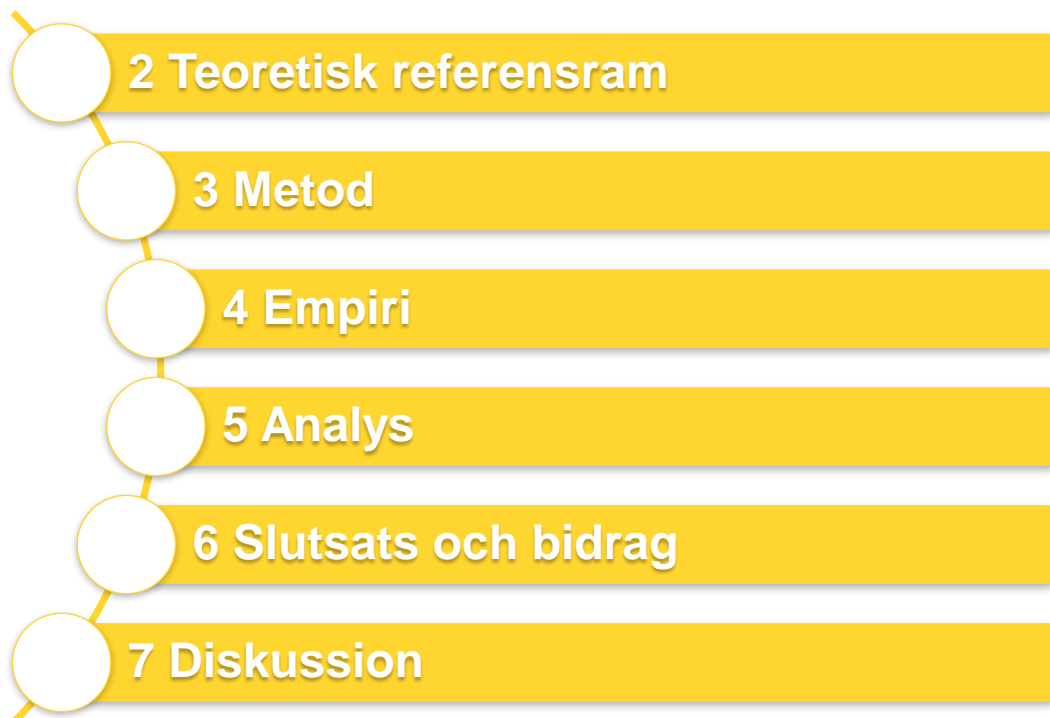 2 Teoretisk referensram
3 Metod
4 Empiri
5 Analys
6 Slutsats och bidrag
7 Diskussion